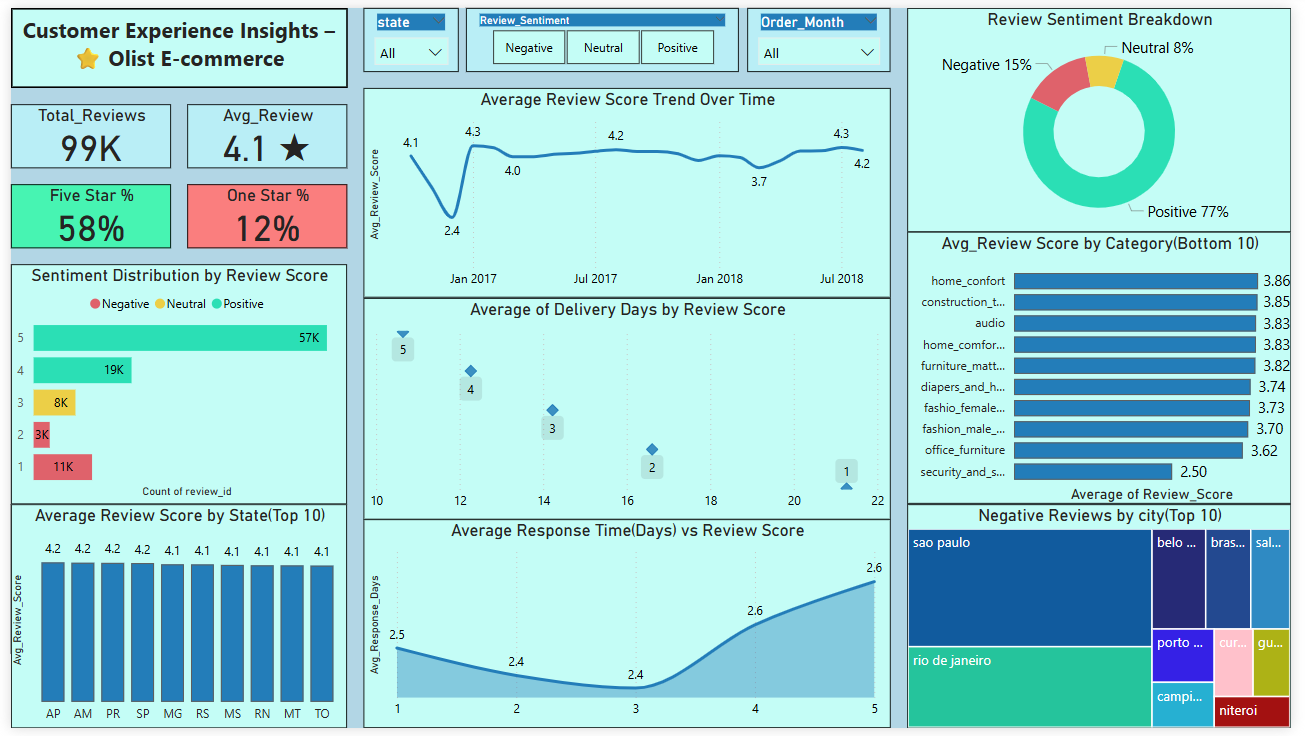 Customer Experience Insights –
⭐ Olist E-commerce
state
All
Review_Sentiment
Negative
Neutral
Positive
Order_Month
All
Total_Reviews
99K
Avg_Review
4.1 ★
Five Star %
58%
One Star %
12%
Sentiment Distribution by Review Score
Negative Neutral Positive
5 57K
4 19K
3 8K
2 3K
1 11K
Count of review_id
Average Review Score by State(Top 10)
Avg_Review_Score
4.2 4.2 4.2 4.2 4.1 4.1 4.1 4.1 4.1 4.1
AP AM PR SP MG RS MS RN MT TO
Average Review Score Trend Over Time
Avg_Review_Score
4.1
2.4
4.3
4.0
4.2
3.7
4.3
4.2
Jan 2017 Jul 2017 Jan 2018 Jul 2018
Average of Delivery Days by Review Score
5
4
3
2
1
10 12 14 16 18 20 22
Average Response Time(Days) vs Review Score
Avg_Response_Days
2.5
2.4
2.4
2.6
2.6
1 2 3 4 5
Review Sentiment Breakdown
Neutral 8%
Negative 15%
Positive 77%
Avg_Review Score by Category(Bottom 10)
home_confort 3.86
construction_t... 3.85
audio 3.83
home_comfor... 3.83
furniture_matt... 3.82
diapers_and_h... 3.74
fashio_female... 3.73
fashion_male_... 3.70
office_furniture 3.62
security_and_s... 2.50
Average of Review_Score
Negative Reviews by city(Top 10)
sao paulo
rio de janeiro
belo ...
bras...
sal...
porto ...
cur...
gu...
campi...
niteroi